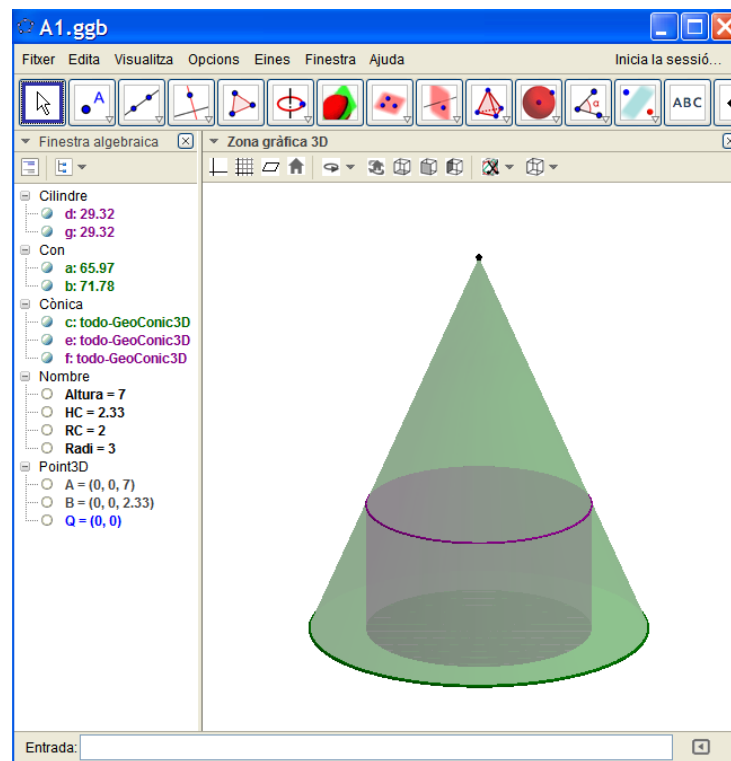 A1.ggb
Fitxer Edita Visualitza Opcions Eines Finestra Ajuda Inicia la sessió...
A α ABC
Finestra algebraica
Zona gràfica 3D
Cilindre
d: 29.32
g: 29.32
Con
a: 65.97
b: 71.78
Cònica
c: todo-GeoConic3D
e: todo-GeoConic3D
f: todo-GeoConic3D
Nombre
Altura = 7
HC = 2.33
RC = 2
Radi = 3
Point3D
A = (0, 0, 7)
B = (0, 0, 2.33)
Q = (0, 0)
Entrada: